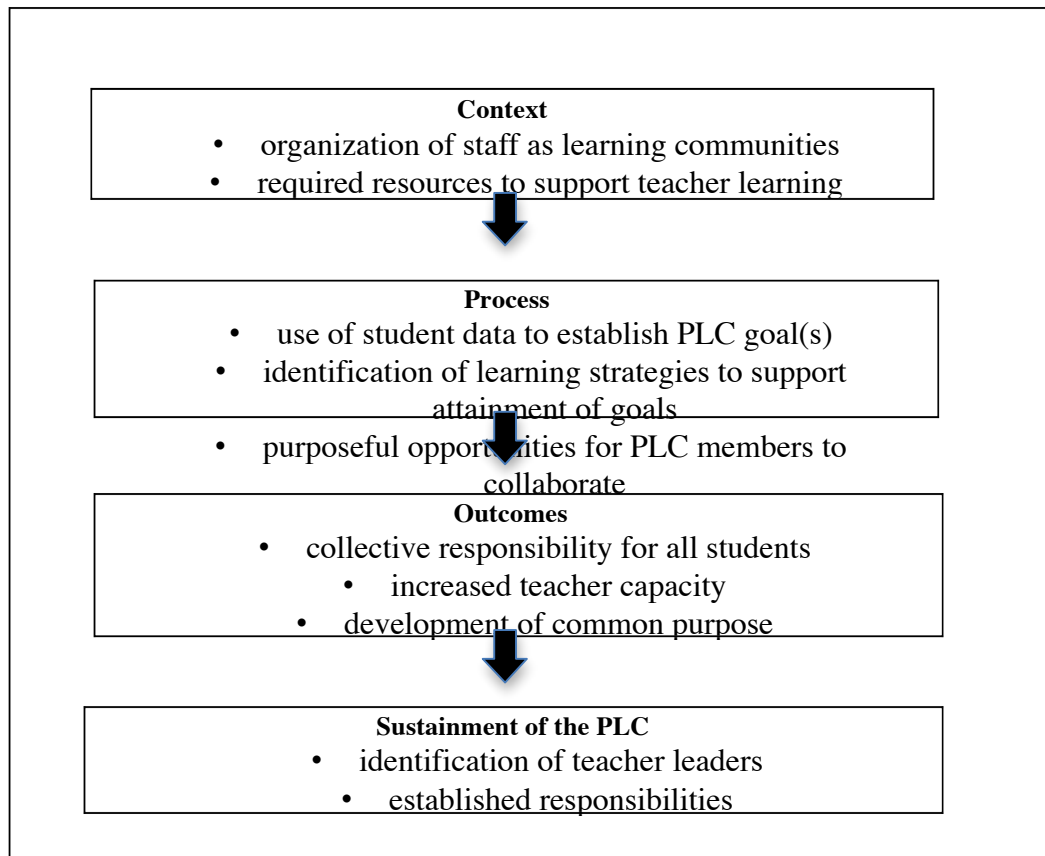 Context
• organization of staff as learning communities
• required resources to support teacher learning
Process
• use of student data to establish PLC goal(s)
• identification of learning strategies to support
attainment of goals
• purposeful opportunities for PLC members to
collaborate
Outcomes
• collective responsibility for all students
• increased teacher capacity
• development of common purpose
Sustainment of the PLC
• identification of teacher leaders
• established responsibilities